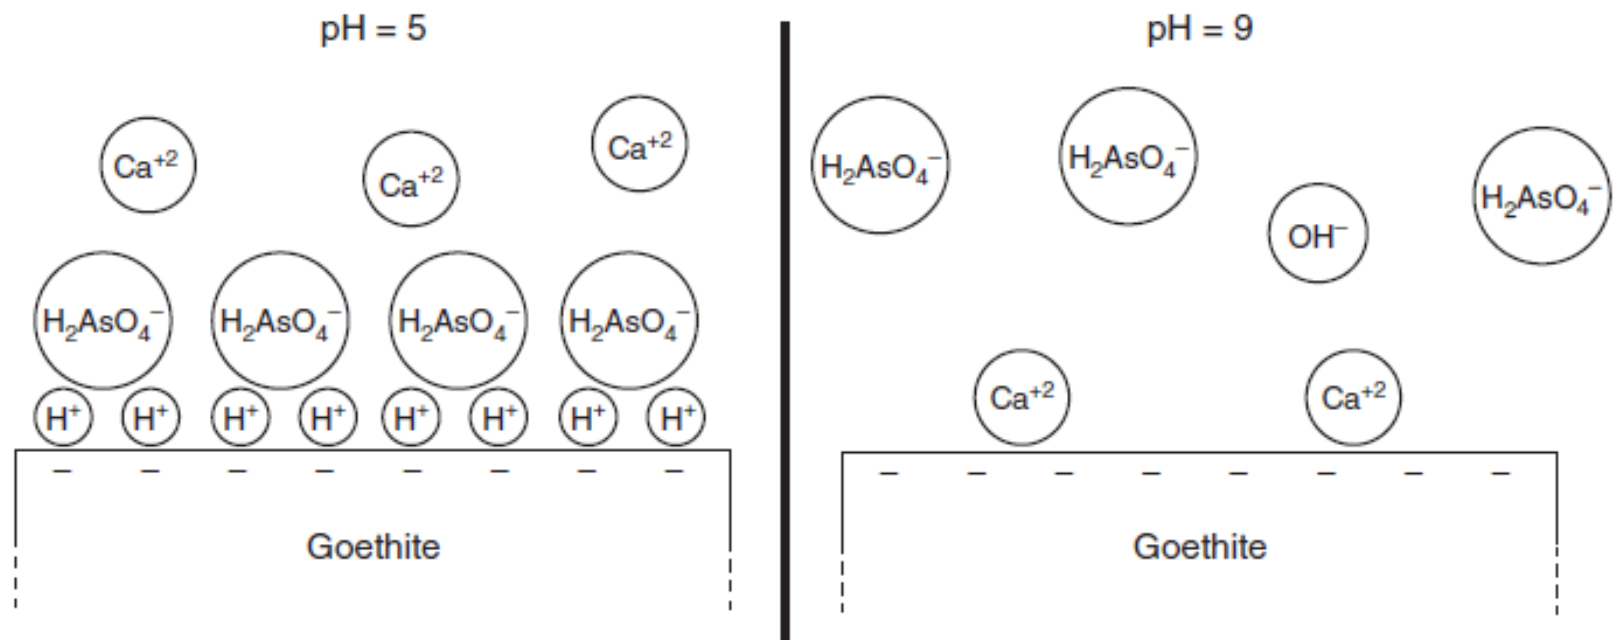 pH = 5
Ca⁺² Ca⁺² Ca⁺²
H₂AsO₄⁻ H₂AsO₄⁻ H₂AsO₄⁻ H₂AsO₄⁻
H⁺ H⁺ H⁺ H⁺ H⁺ H⁺ H⁺ H⁺
– – – – – – – –
Goethite
pH = 9
H₂AsO₄⁻ H₂AsO₄⁻ H₂AsO₄⁻
OH⁻
Ca⁺² Ca⁺²
– – – – – – – –
Goethite